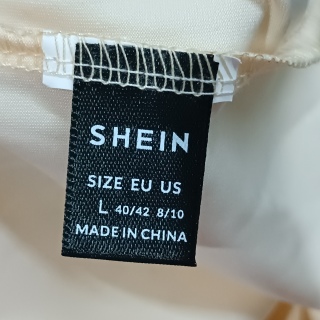 SHEIN
SIZE EU US
L 40/42 8/10
MADE IN CHINA